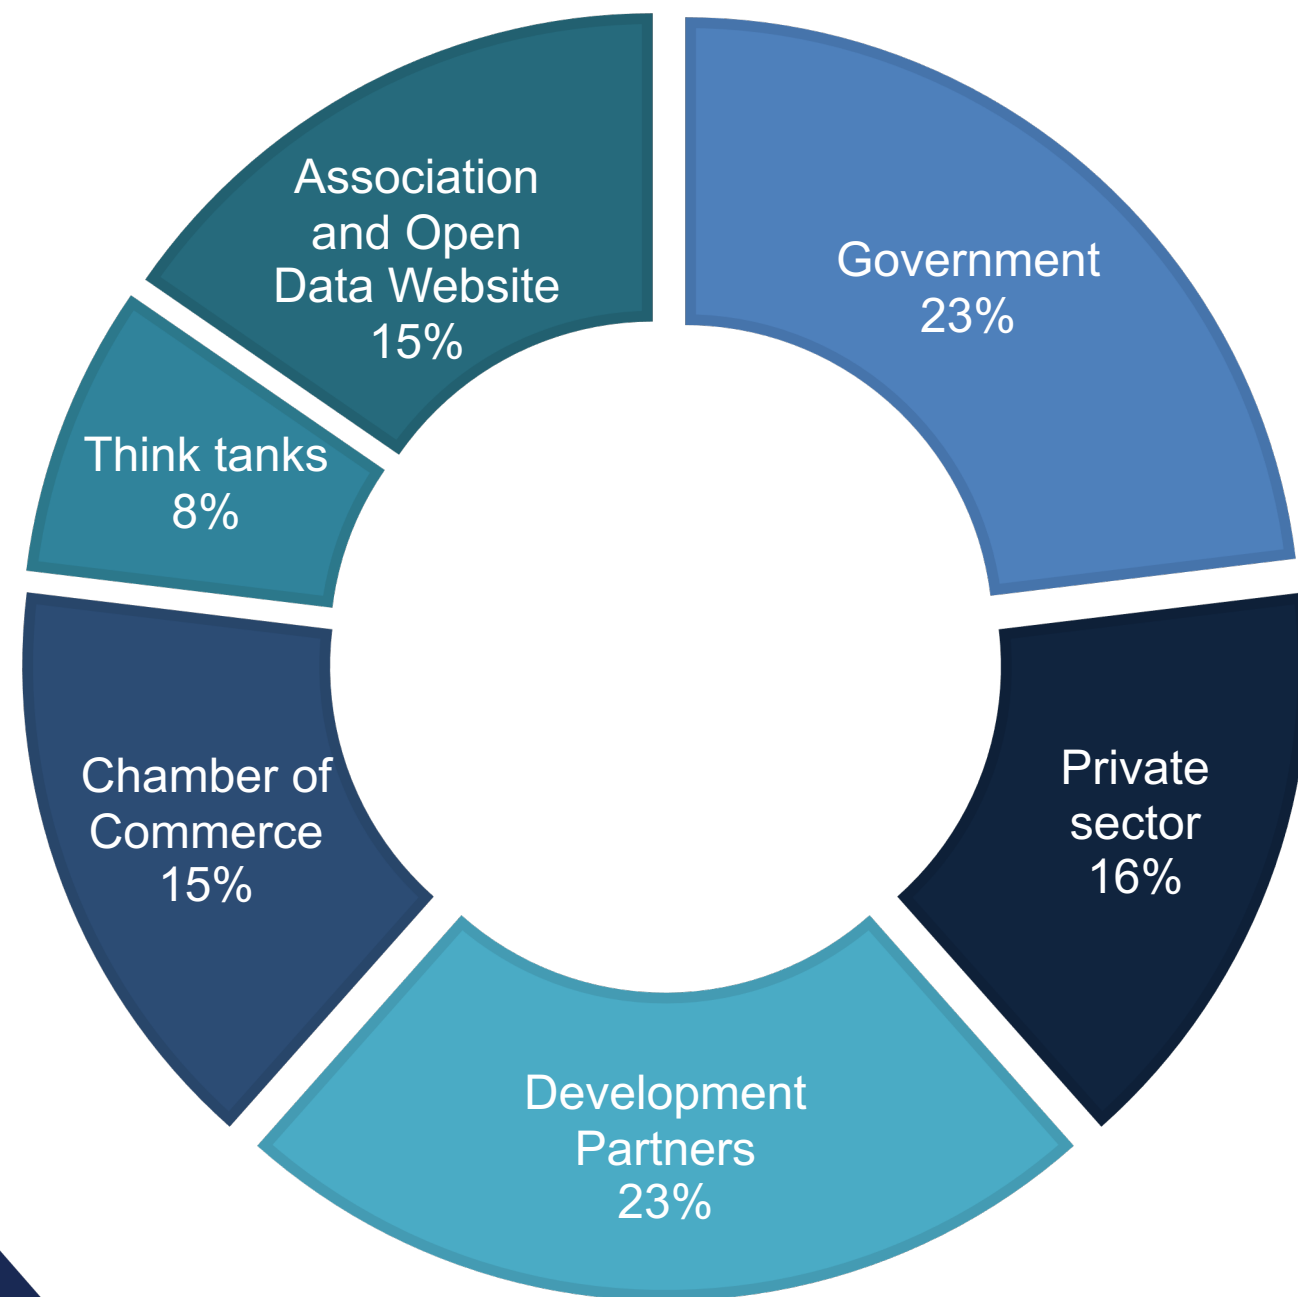 Association
and Open
Data Website
15%
Government
23%
Think tanks
8%
Private
sector
16%
Chamber of
Commerce
15%
Development
Partners
23%